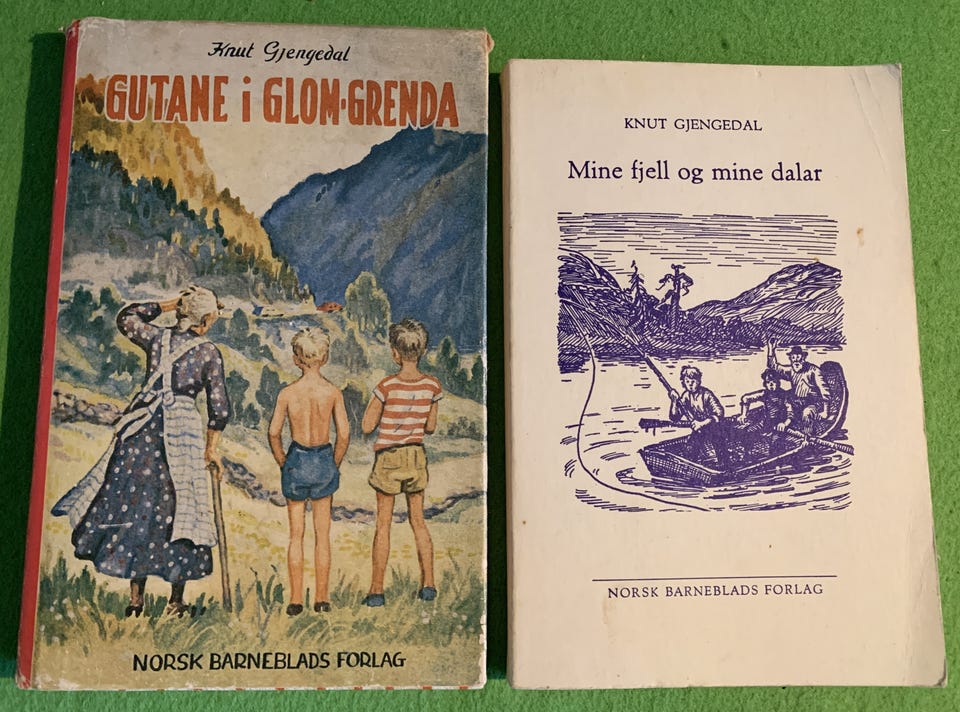 Knut Gjengedal
GUTANE i GLOM-GRENDA
NORSK BARNEBLADS FORLAG
KNUT GJENGEDAL
Mine fjell og mine dalar
NORSK BARNEBLADS FORLAG